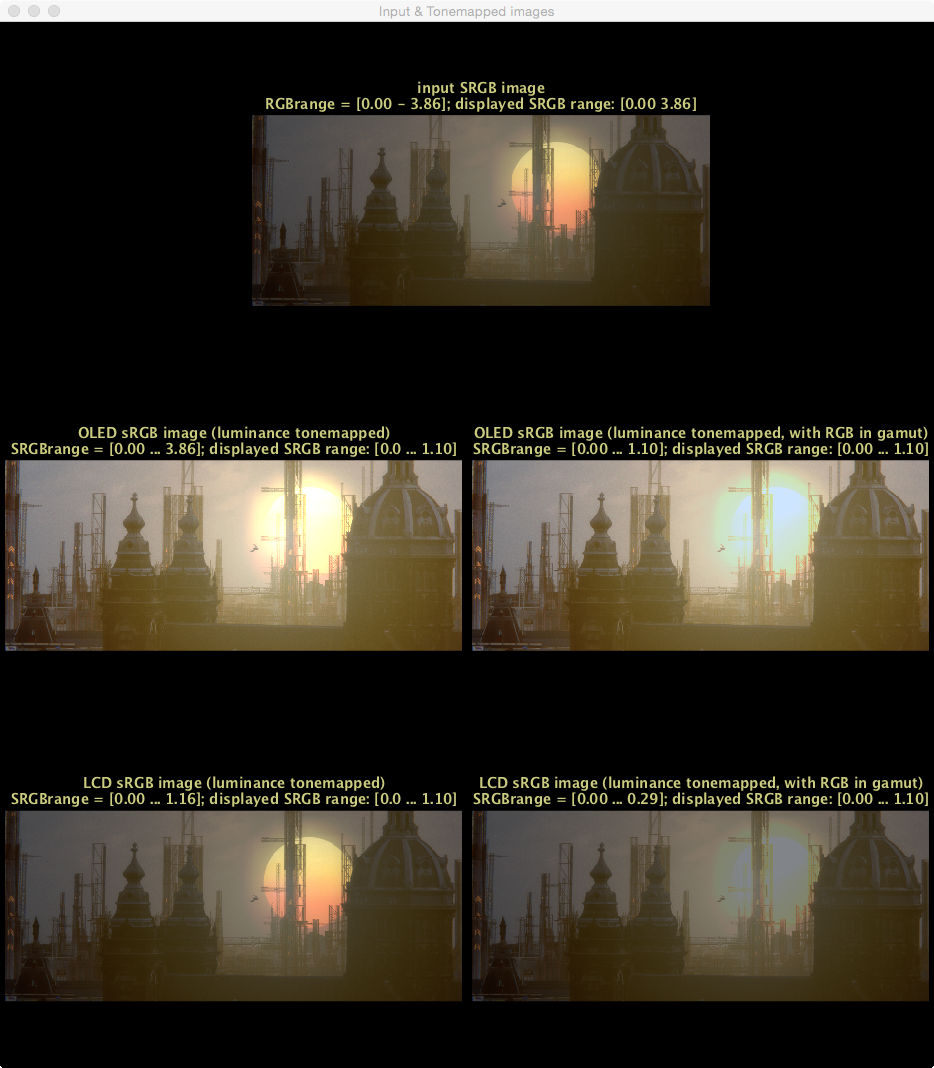 Input & Tonemapped images
input SRGB image
RGBrange = [0.00 - 3.86]; displayed SRGB range: [0.00 3.86]
OLED sRGB image (luminance tonemapped)
SRGBrange = [0.00 ... 3.86]; displayed SRGB range: [0.0 ... 1.10]
OLED sRGB image (luminance tonemapped, with RGB in gamut)
SRGBrange = [0.00 ... 1.10]; displayed SRGB range: [0.00 ... 1.10]
LCD sRGB image (luminance tonemapped)
SRGBrange = [0.00 ... 1.16]; displayed SRGB range: [0.0 ... 1.10]
LCD sRGB image (luminance tonemapped, with RGB in gamut)
SRGBrange = [0.00 ... 0.29]; displayed SRGB range: [0.00 ... 1.10]